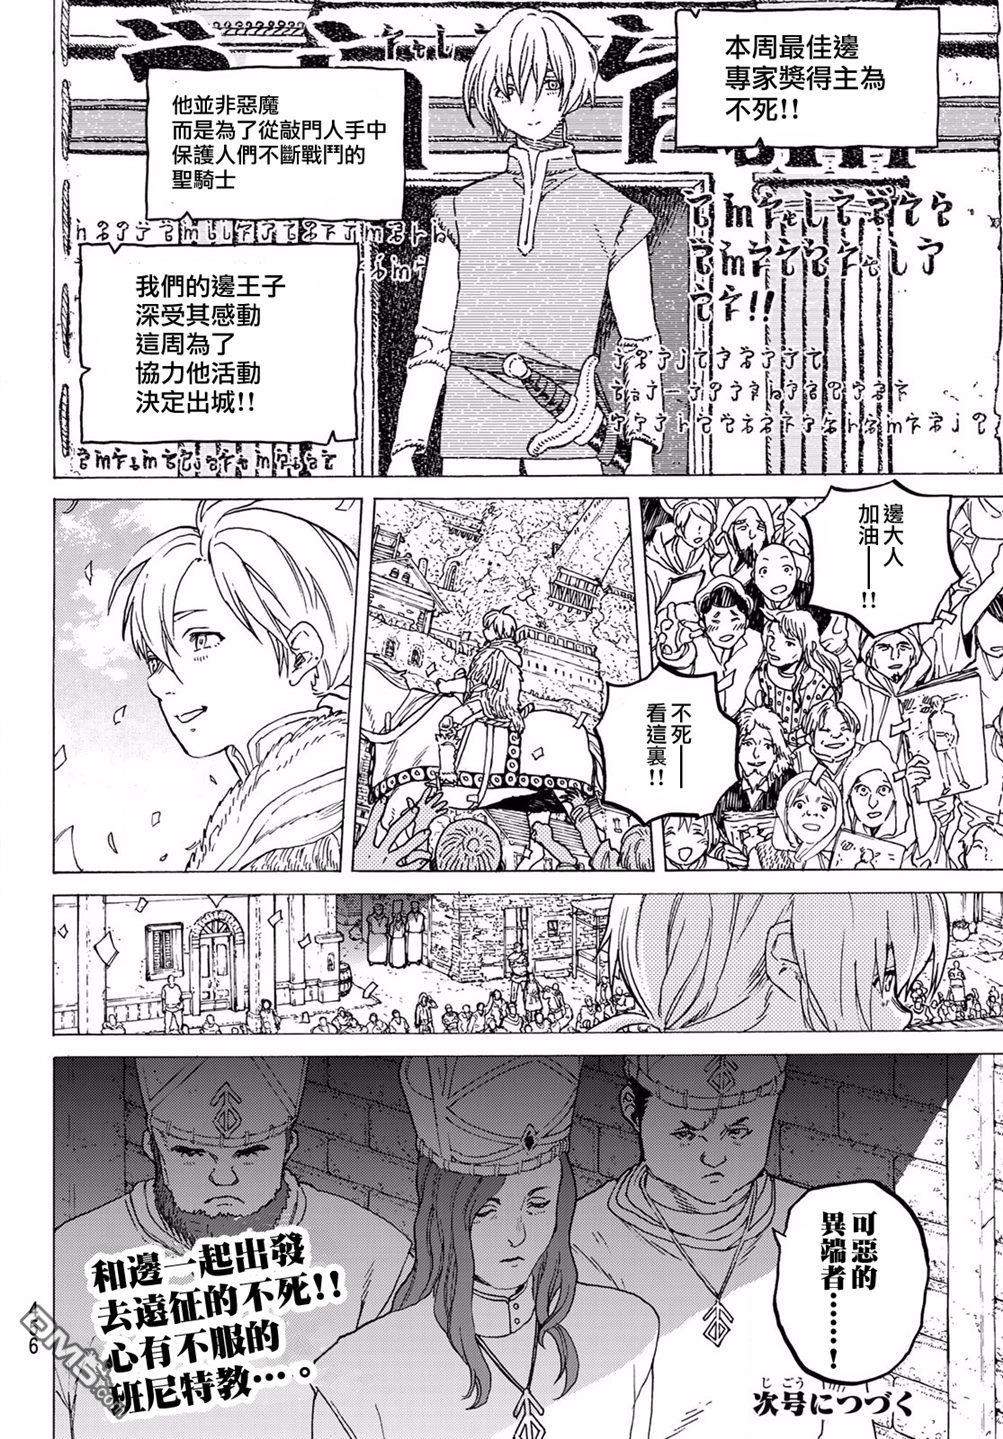 本周最佳邊
專家獎得主為
不死!!
他並非惡魔
而是為了從敲門人手中
保護人們不斷戰鬥的
聖騎士
我們的邊王子
深受其感動
這周為了
協力他活動
決定出城!!
邊大人
加油——!!
不死——
看這裏!!
可惡的
異端者……!
和邊一起出發
去遠征的不死!!
心有不服的
班尼特教…。
じごう
次号につづく